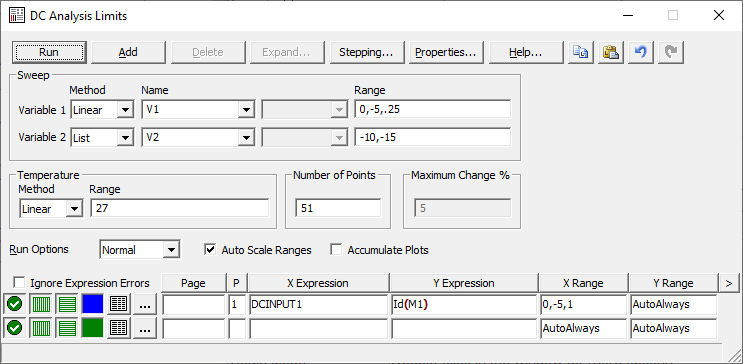 DC Analysis Limits
Run Add Delete Expand... Stepping... Properties... Help...
Sweep
Method Name Range
Variable 1 Linear V1 0,-5,.25
Variable 2 List V2 -10,-15
Temperature Number of Points Maximum Change %
Method Range
Linear 27 51 5
Run Options Normal Auto Scale Ranges Accumulate Plots
Ignore Expression Errors Page P X Expression Y Expression X Range Y Range >
... 1 DCINPUT1 Id(M1) 0,-5,1 AutoAlways
... AutoAlways AutoAlways